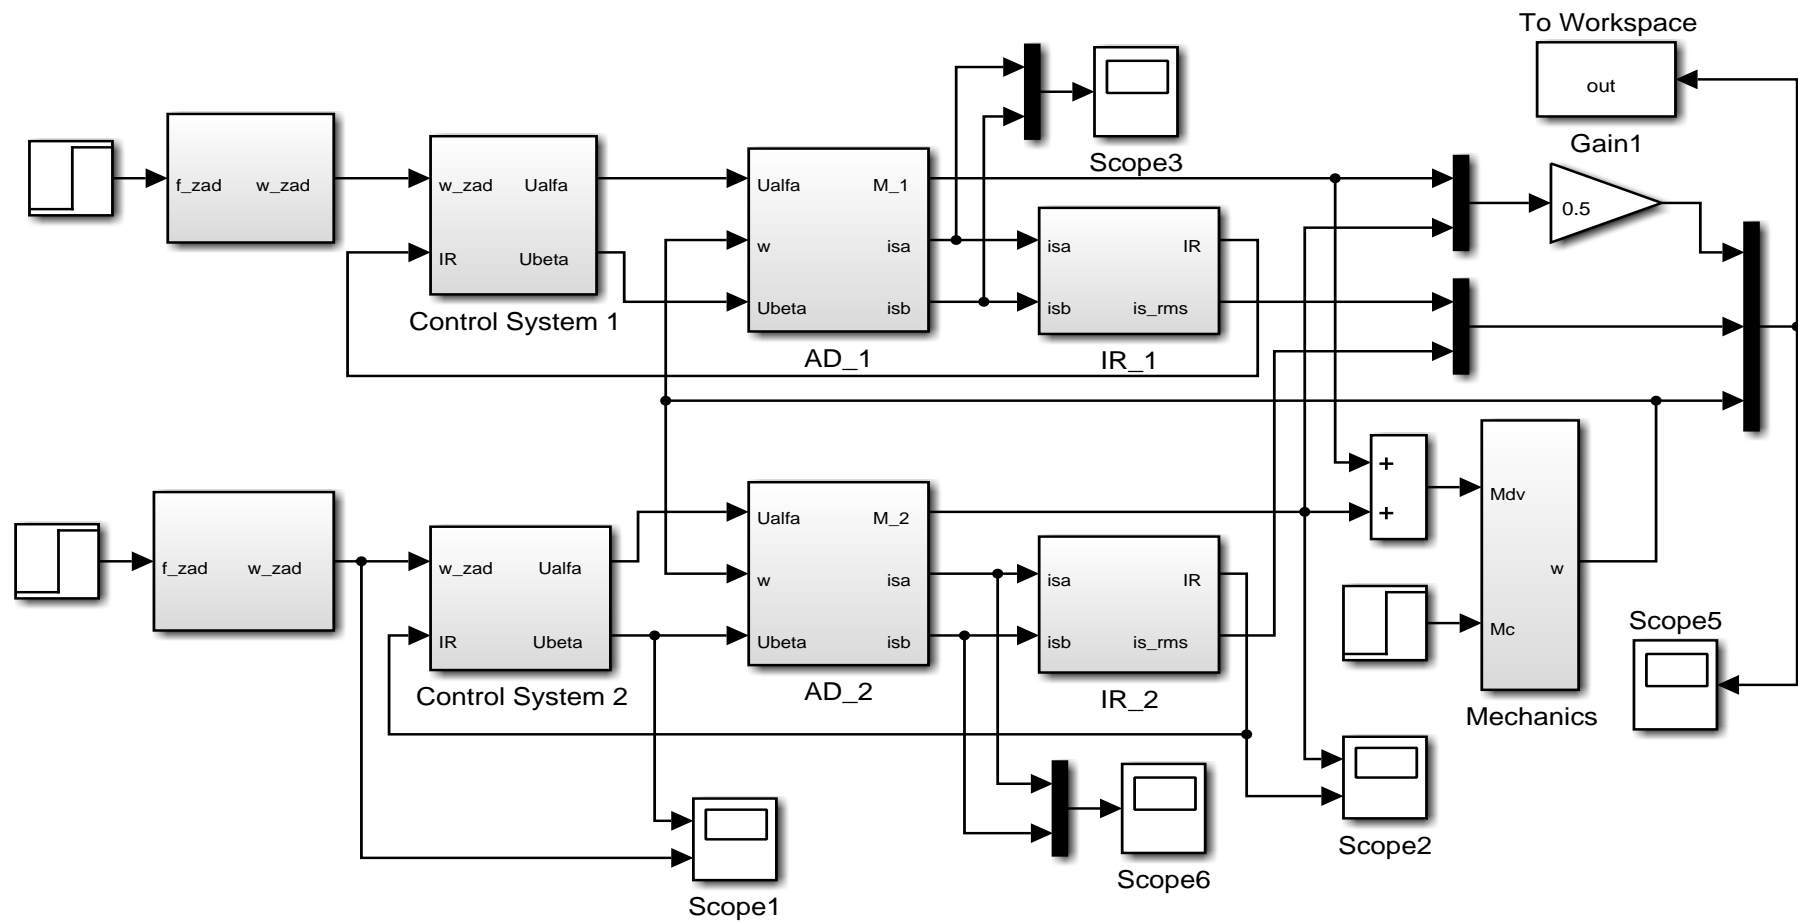 To Workspace
out
Gain1
0.5
Scope3
f_zad w_zad
w_zad Ualfa
IR Ubeta
Control System 1
Ualfa M_1
w isa
Ubeta isb
AD_1
isa IR
isb is_rms
IR_1
f_zad w_zad
w_zad Ualfa
IR Ubeta
Control System 2
Ualfa M_2
w isa
Ubeta isb
AD_2
isa IR
isb is_rms
IR_2
+
+
Mdv
w
Mc
Mechanics
Scope5
Scope2
Scope6
Scope1